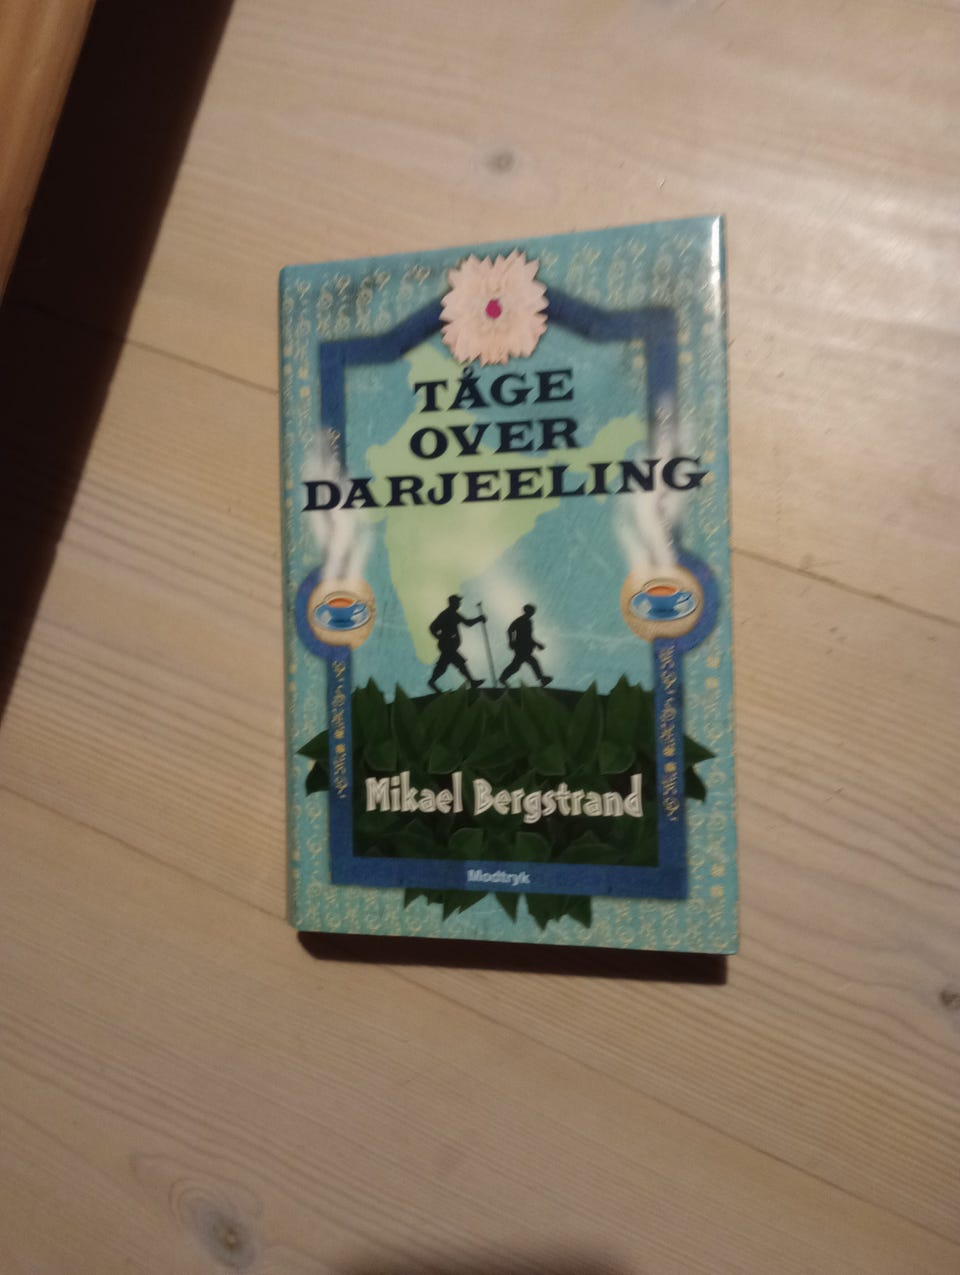 TÅGE
OVER
DARJEELING
Mikael Bergstrand
Modtryk